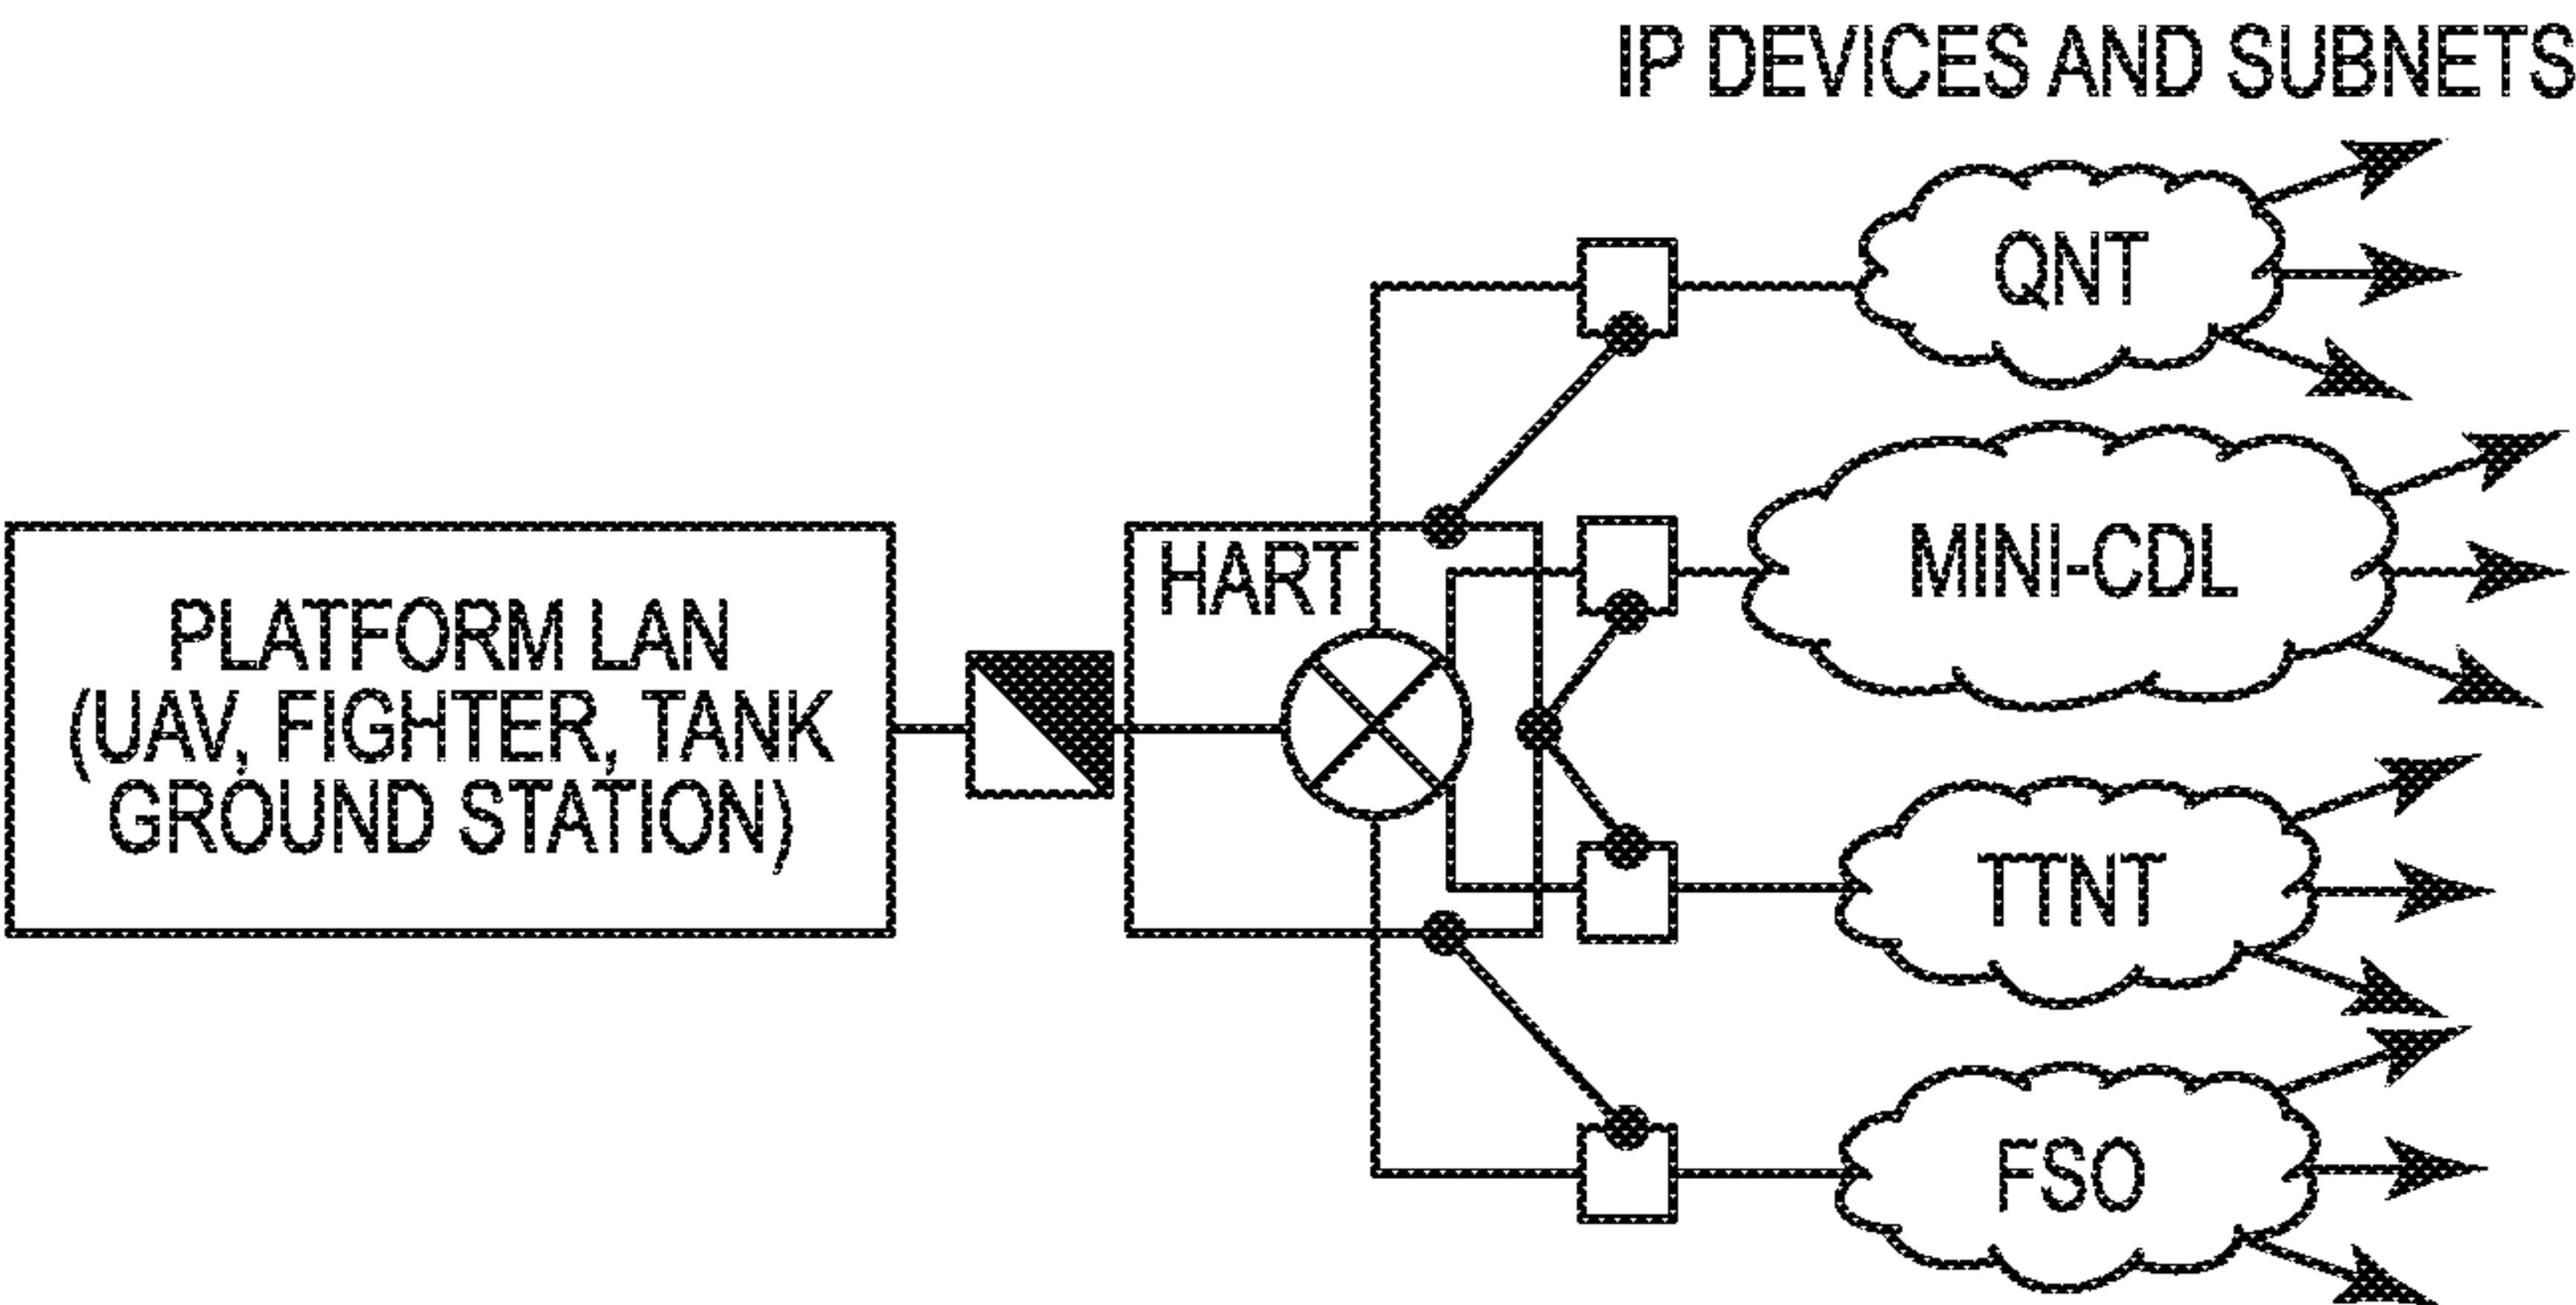 IP DEVICES AND SUBNETS
QNT
HART
MINI-CDL
PLATFORM LAN
(UAV, FIGHTER, TANK
GROUND STATION)
TTNT
FSO